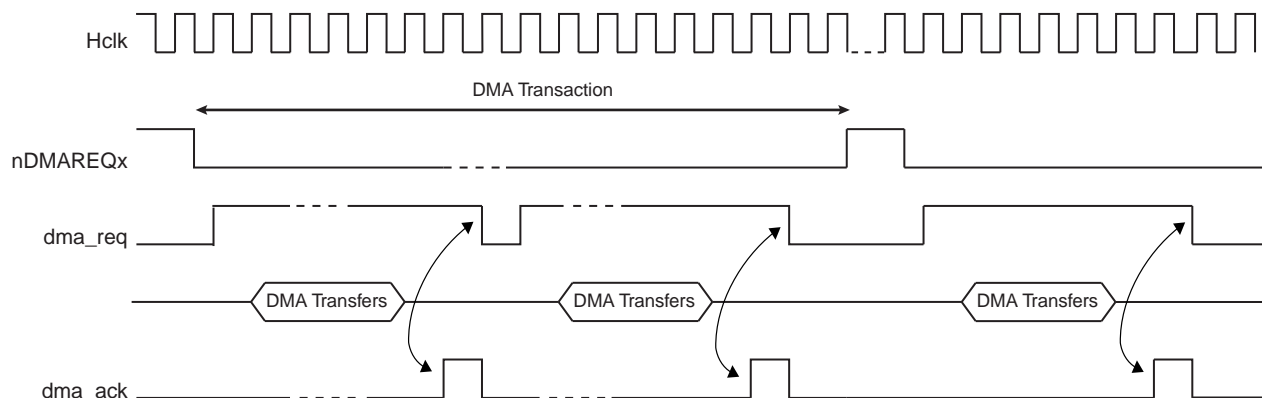 Hclk
DMA Transaction
nDMAREQx
dma_req
DMA Transfers DMA Transfers DMA Transfers
dma_ack